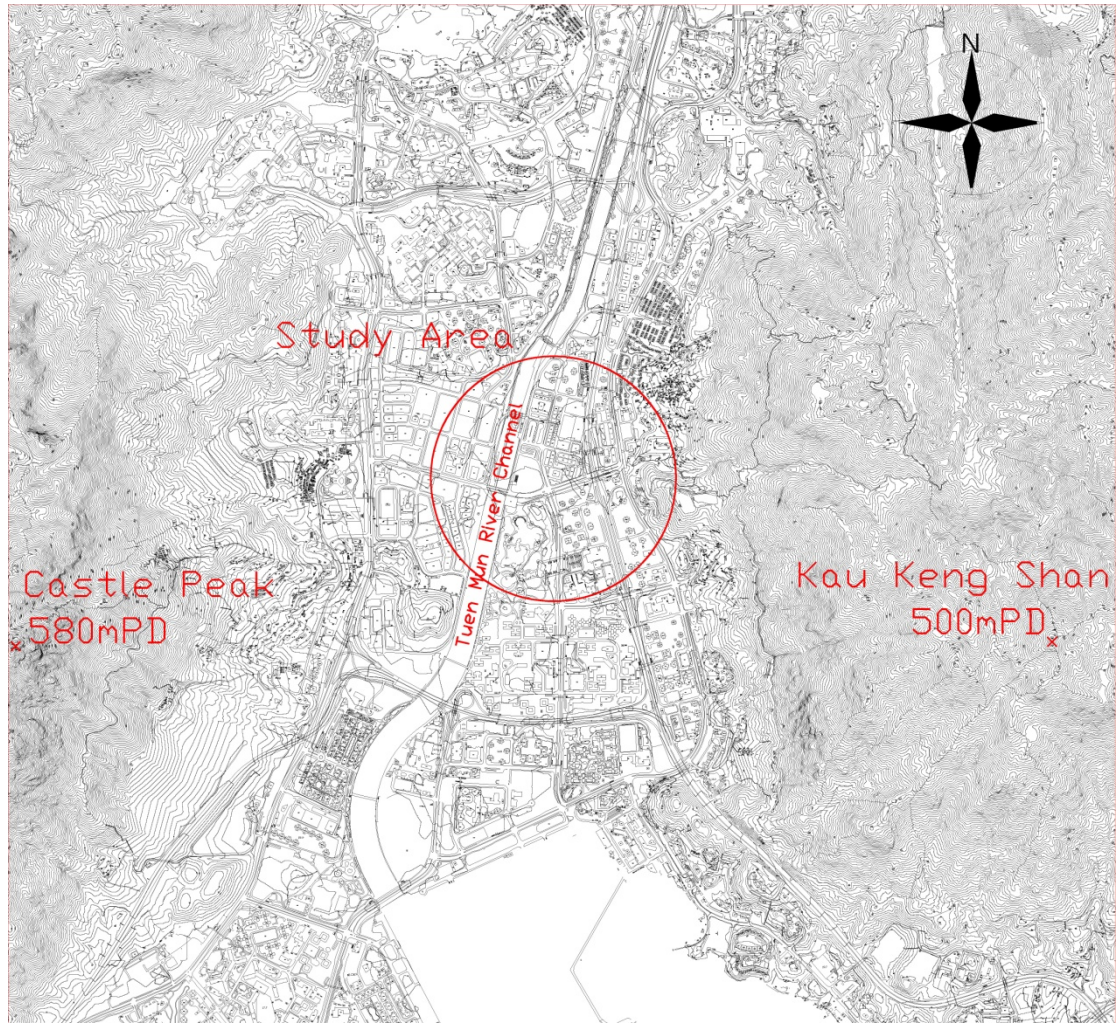 N
Study Area
Tuen Mun River Channel
Castle Peak
580mPD
Kau Keng Shan
500mPD